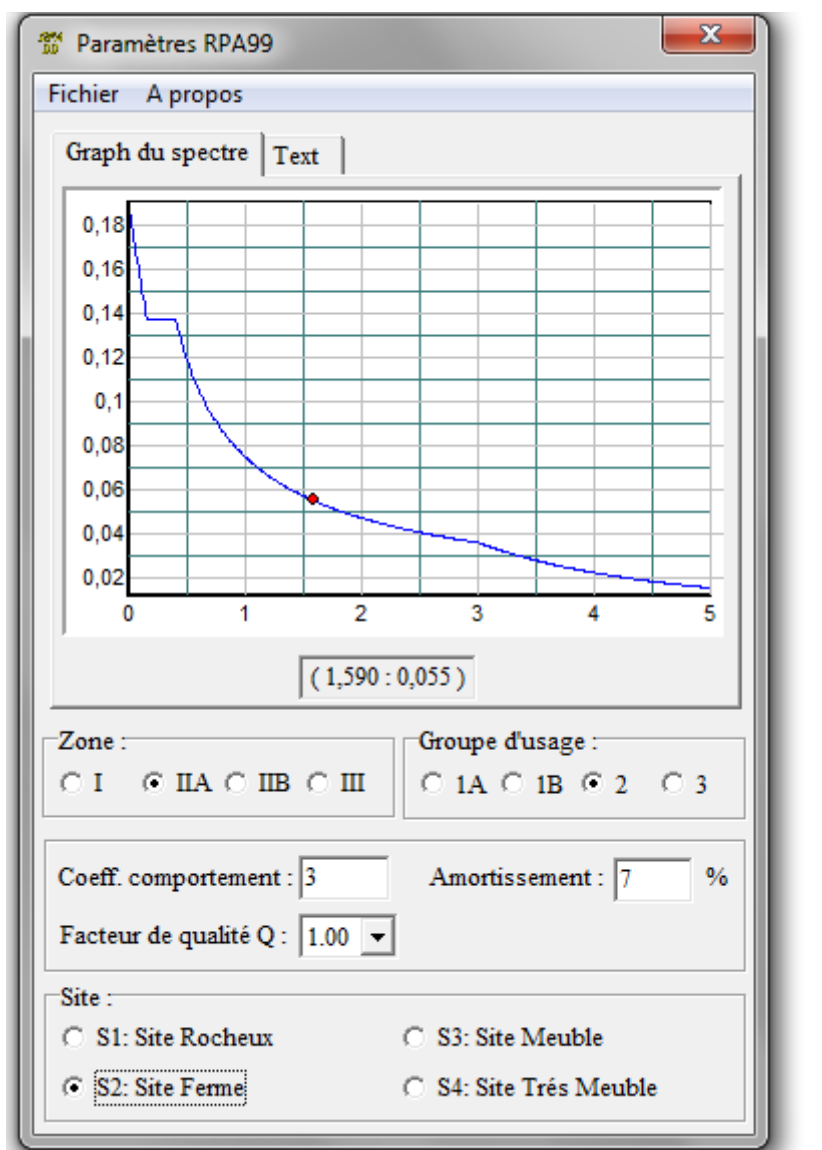 Paramètres RPA99
Fichier A propos
Graph du spectre Text
0,18
0,16
0,14
0,12
0,1
0,08
0,06
0,04
0,02
0 1 2 3 4 5
( 1,590 : 0,055 )
Zone : Groupe d'usage :
I IIA IIB III 1A 1B 2 3
Coeff. comportement : 3 Amortissement : 7 %
Facteur de qualité Q : 1.00
Site :
S1: Site Rocheux S3: Site Meuble
S2: Site Ferme S4: Site Trés Meuble